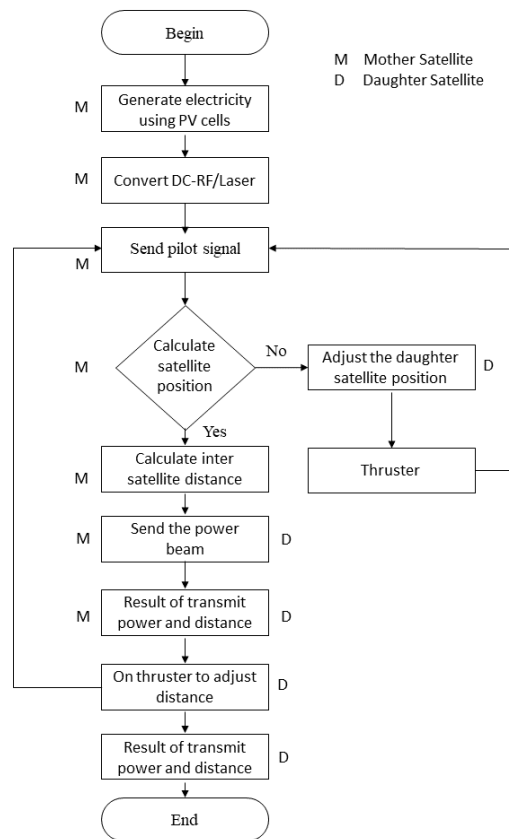 Begin
M Mother Satellite
D Daughter Satellite
M
Generate electricity
using PV cells
M
Convert DC-RF/Laser
Send pilot signal
M
M
Calculate
satellite
position
No
Adjust the daughter
satellite position
D
Yes
Thruster
M
Calculate inter
satellite distance
M
Send the power
beam
D
M
Result of transmit
power and distance
D
On thruster to adjust
distance
D
Result of transmit
power and distance
D
End